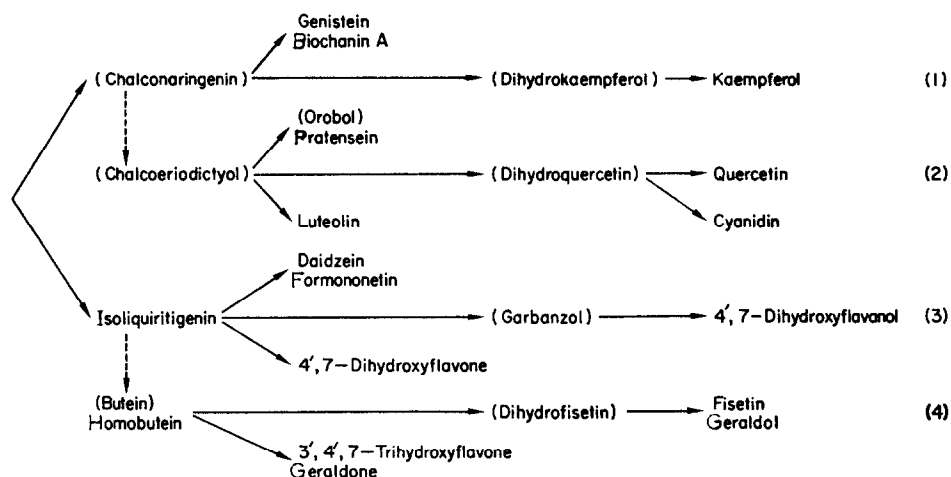 Genistein
Biochanin A
(Chalconaringenin) (Dihydrokaempferol) Kaempferol (1)
(Orobol)
Pratensein
(Chalcoeriodictyol) (Dihydroquercetin) Quercetin (2)
Luteolin Cyanidin
Daidzein
Formononetin
Isoliquiritigenin (Garbanzol) 4′, 7–Dihydroxyflavanol (3)
4′, 7–Dihydroxyflavone
(Butein) Fisetin
Homobutein (Dihydrofisetin) Geraldol (4)
3′, 4′, 7–Trihydroxyflavone
Geraldone